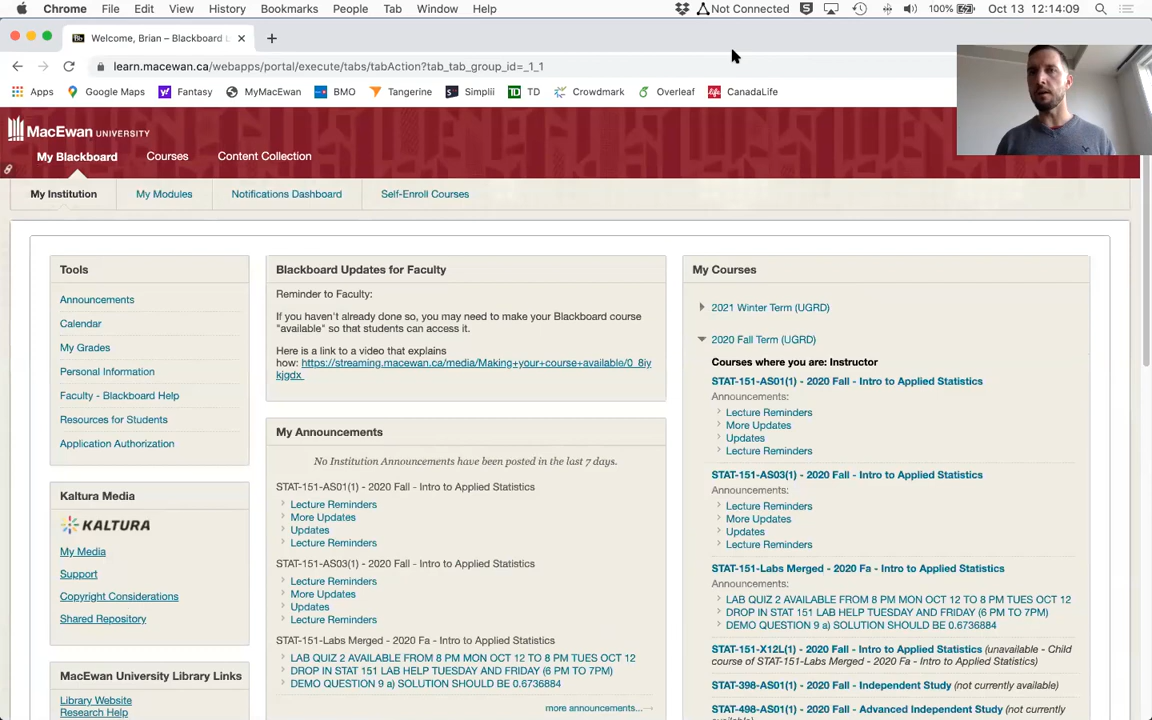 Chrome File Edit View History Bookmarks People Tab Window Help Not Connected 100% Oct 13 12:14:09
Welcome, Brian – Blackboard L
learn.macewan.ca/webapps/portal/execute/tabs/tabAction?tab_tab_group_id=_1_1
Apps Google Maps Fantasy MyMacEwan BMO Tangerine Simplii TD Crowdmark Overleaf CanadaLife
MacEwan UNIVERSITY
My Blackboard Courses Content Collection
My Institution My Modules Notifications Dashboard Self-Enroll Courses
Tools
Announcements
Calendar
My Grades
Personal Information
Faculty - Blackboard Help
Resources for Students
Application Authorization
Kaltura Media
KALTURA
My Media
Support
Copyright Considerations
Shared Repository
MacEwan University Library Links
Library Website
Research Help
Blackboard Updates for Faculty
Reminder to Faculty:
If you haven't already done so, you may need to make your Blackboard course
"available" so that students can access it.
Here is a link to a video that explains
how: https://streaming.macewan.ca/media/Making+your+course+available/0_8iy
kjgdx
My Announcements
No Institution Announcements have been posted in the last 7 days.
STAT-151-AS01(1) - 2020 Fall - Intro to Applied Statistics
Lecture Reminders
More Updates
Updates
Lecture Reminders
STAT-151-AS03(1) - 2020 Fall - Intro to Applied Statistics
Lecture Reminders
More Updates
Updates
Lecture Reminders
STAT-151-Labs Merged - 2020 Fa - Intro to Applied Statistics
LAB QUIZ 2 AVAILABLE FROM 8 PM MON OCT 12 TO 8 PM TUES OCT 12
DROP IN STAT 151 LAB HELP TUESDAY AND FRIDAY (6 PM TO 7PM)
DEMO QUESTION 9 a) SOLUTION SHOULD BE 0.6736884
more announcements...
My Courses
2021 Winter Term (UGRD)
2020 Fall Term (UGRD)
Courses where you are: Instructor
STAT-151-AS01(1) - 2020 Fall - Intro to Applied Statistics
Announcements:
Lecture Reminders
More Updates
Updates
Lecture Reminders
STAT-151-AS03(1) - 2020 Fall - Intro to Applied Statistics
Announcements:
Lecture Reminders
More Updates
Updates
Lecture Reminders
STAT-151-Labs Merged - 2020 Fa - Intro to Applied Statistics
Announcements:
LAB QUIZ 2 AVAILABLE FROM 8 PM MON OCT 12 TO 8 PM TUES OCT 12
DROP IN STAT 151 LAB HELP TUESDAY AND FRIDAY (6 PM TO 7PM)
DEMO QUESTION 9 a) SOLUTION SHOULD BE 0.6736884
STAT-151-X12L(1) - 2020 Fall - Intro to Applied Statistics (unavailable - Child
course of STAT-151-Labs Merged - 2020 Fa - Intro to Applied Statistics)
STAT-398-AS01(1) - 2020 Fall - Independent Study (not currently available)
STAT-498-AS01(1) - 2020 Fall - Advanced Independent Study (not currently